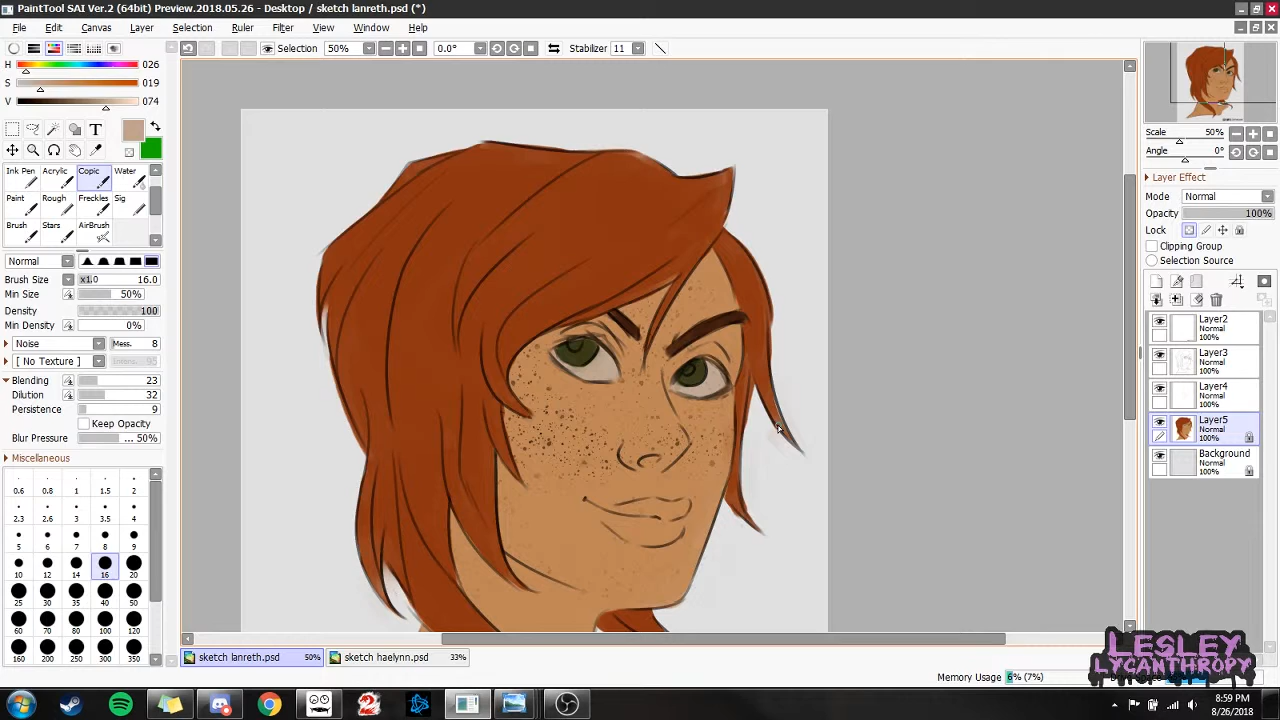 PaintTool SAI Ver.2 (64bit) Preview.2018.05.26 - Desktop / sketch lanreth.psd (*)
File Edit Canvas Layer Selection Ruler Filter View Window Help
Selection 50% 0.0° Stabilizer 11
H 026
S 019
V 074
T
Ink Pen Acrylic Copic Water
Paint Rough Freckles Sig
Brush Stars AirBrush
Normal
Brush Size x1.0 16.0
Min Size 50%
Density 100
Min Density 0%
Noise Mess. 8
[ No Texture ] Intens. 95
Blending 23
Dilution 32
Persistence 9
Keep Opacity
Blur Pressure ... 50%
Miscellaneous
0.6 0.8 1 1.5 2
2.3 2.6 3 3.5 4
5 6 7 8 9
10 12 14 16 20
25 30 35 40 50
60 70 80 100 120
160 200 250 300 350
Scale 50%
Angle 0°
Layer Effect
Mode Normal
Opacity 100%
Lock
Clipping Group
Selection Source
Layer2
Normal
100%
Layer3
Normal
100%
Layer4
Normal
100%
Layer5
Normal
100%
Background
Normal
100%
sketch lanreth.psd 50% sketch haelynn.psd 33%
Memory Usage 6% (7%)
LESLEY
LYCANTHROPY
8:59 PM
8/26/2018